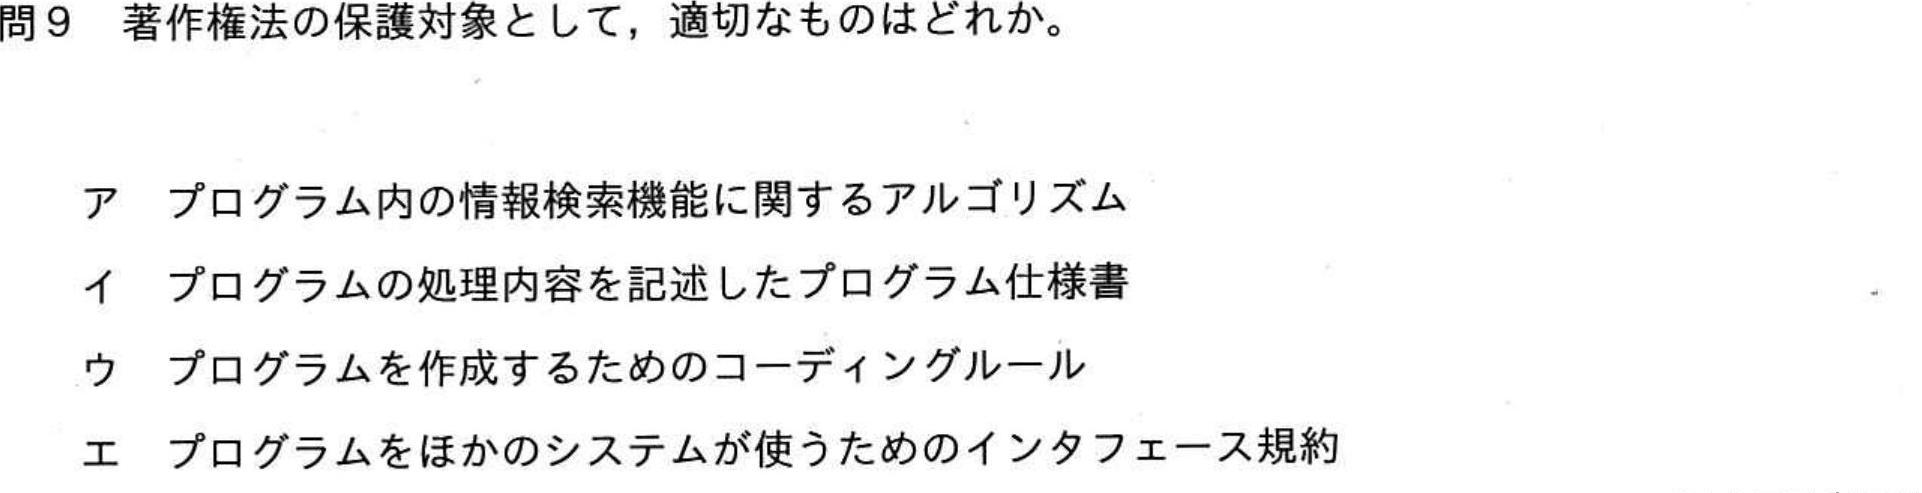 問９　著作権法の保護対象として，適切なものはどれか。
ア　プログラム内の情報検索機能に関するアルゴリズム
イ　プログラムの処理内容を記述したプログラム仕様書
ウ　プログラムを作成するためのコーディングルール
エ　プログラムをほかのシステムが使うためのインタフェース規約